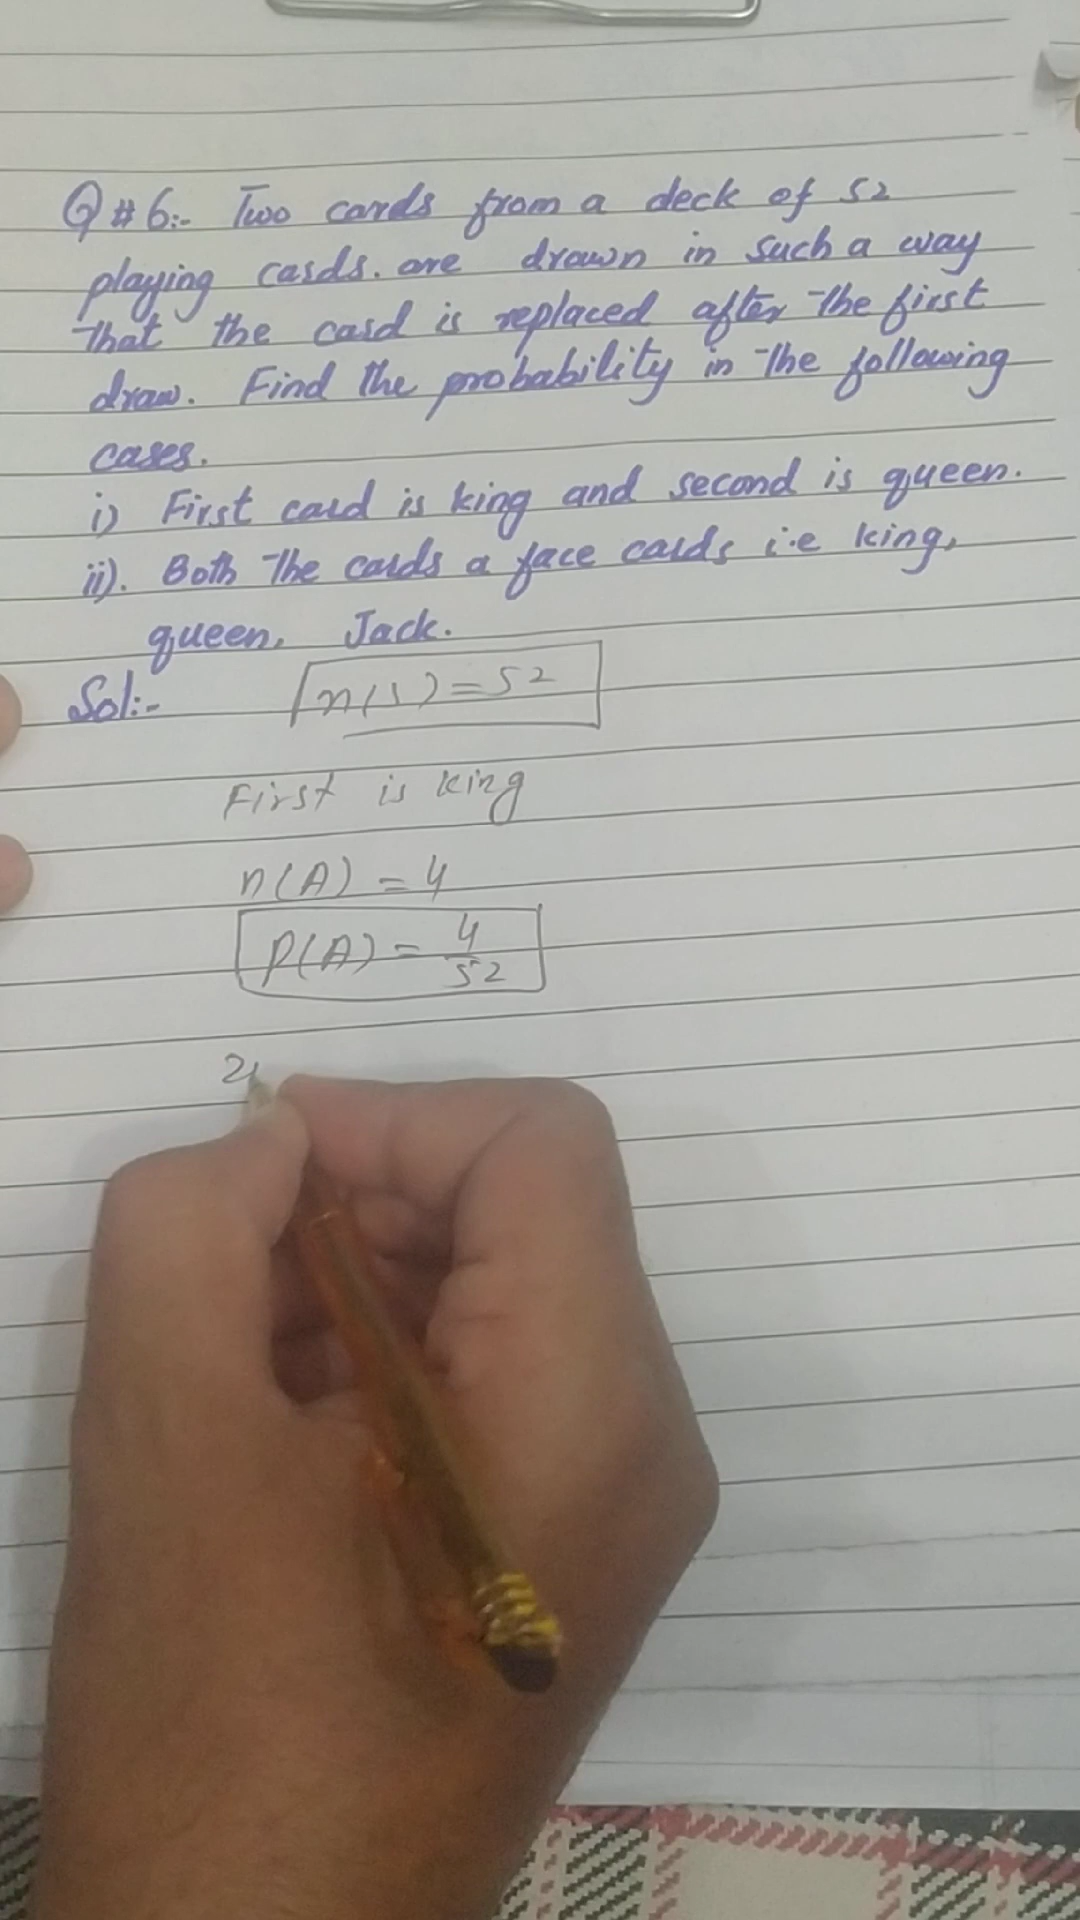 Q#6:- Two cards from a deck of 52
playing cards. are drawn in such a way
that the card is replaced after the first
draw. Find the probability in the following
cases.
i) First card is king and second is queen.
ii). Both the cards a face cards i.e king,
queen, Jack.
Sol:- n(S)=52
First is king
n(A) = 4
P(A) = 4/52